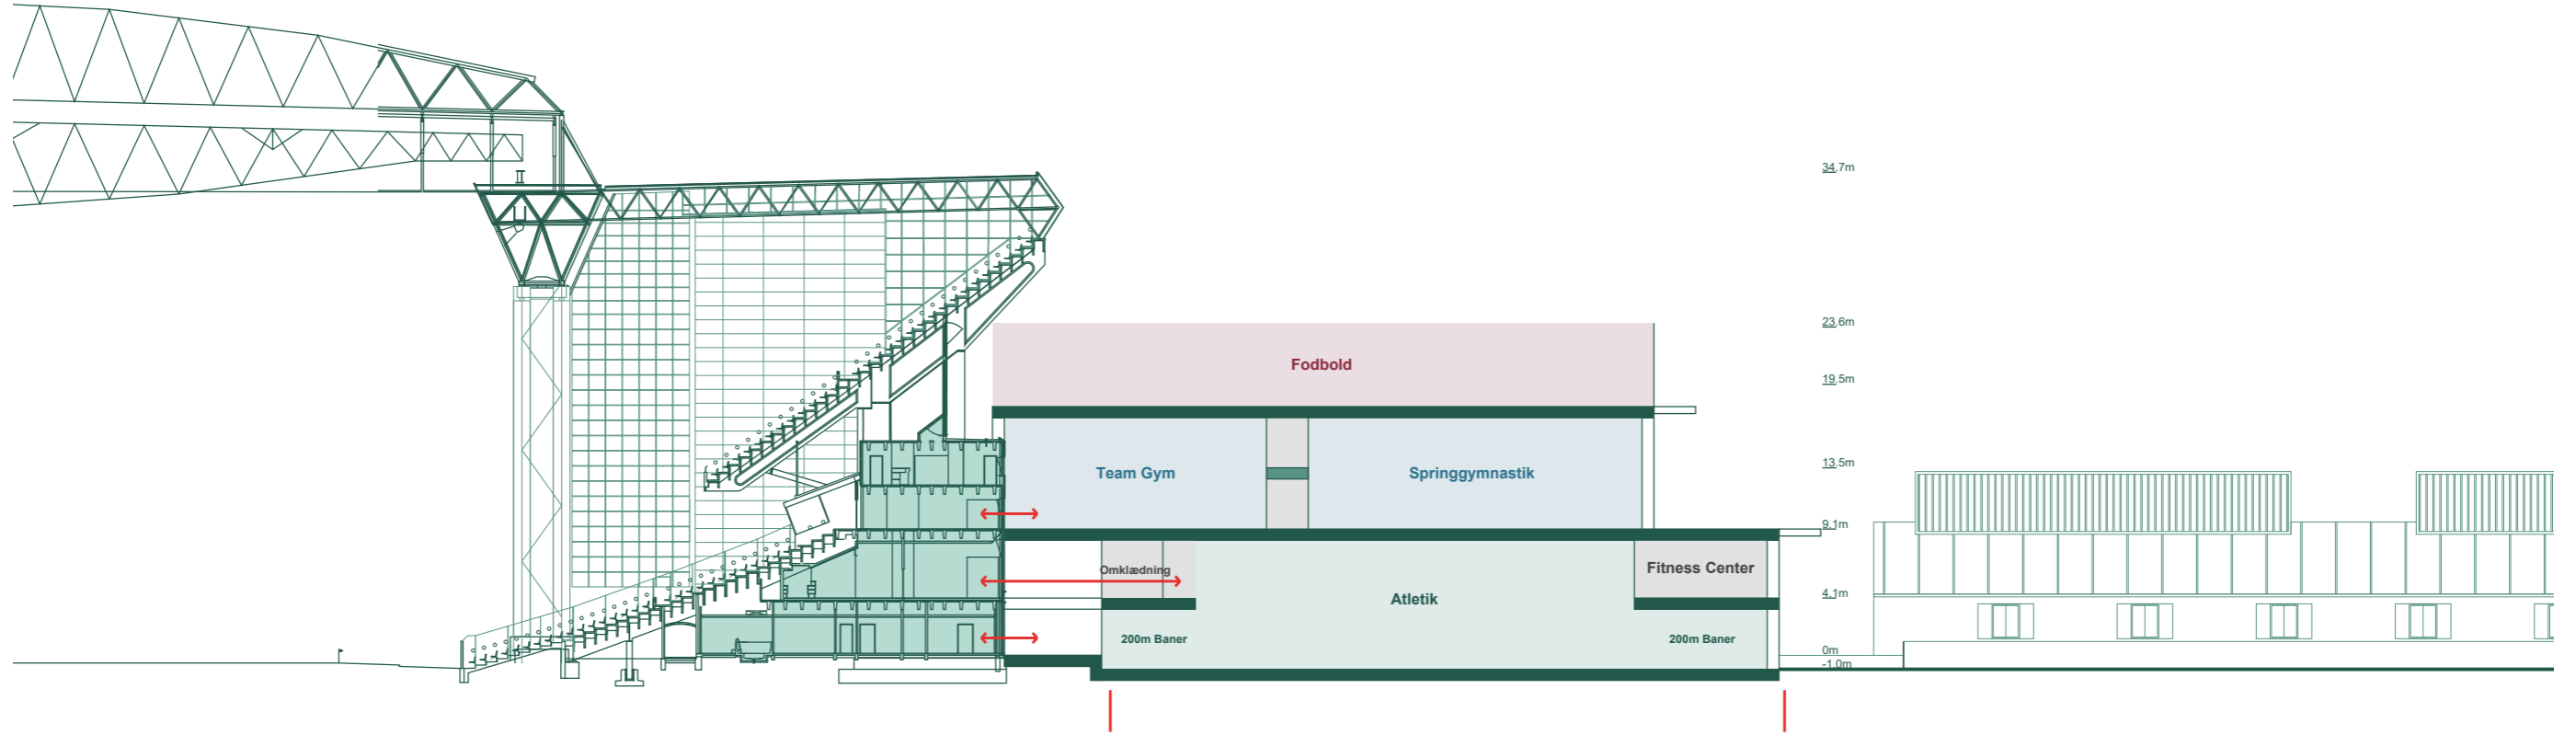 34.7m
23.6m
Fodbold
19.5m
13.5m
Team Gym
Springgymnastik
9.1m
Omklædning
Fitness Center
4.1m
Atletik
200m Baner
200m Baner
0m
-1.0m